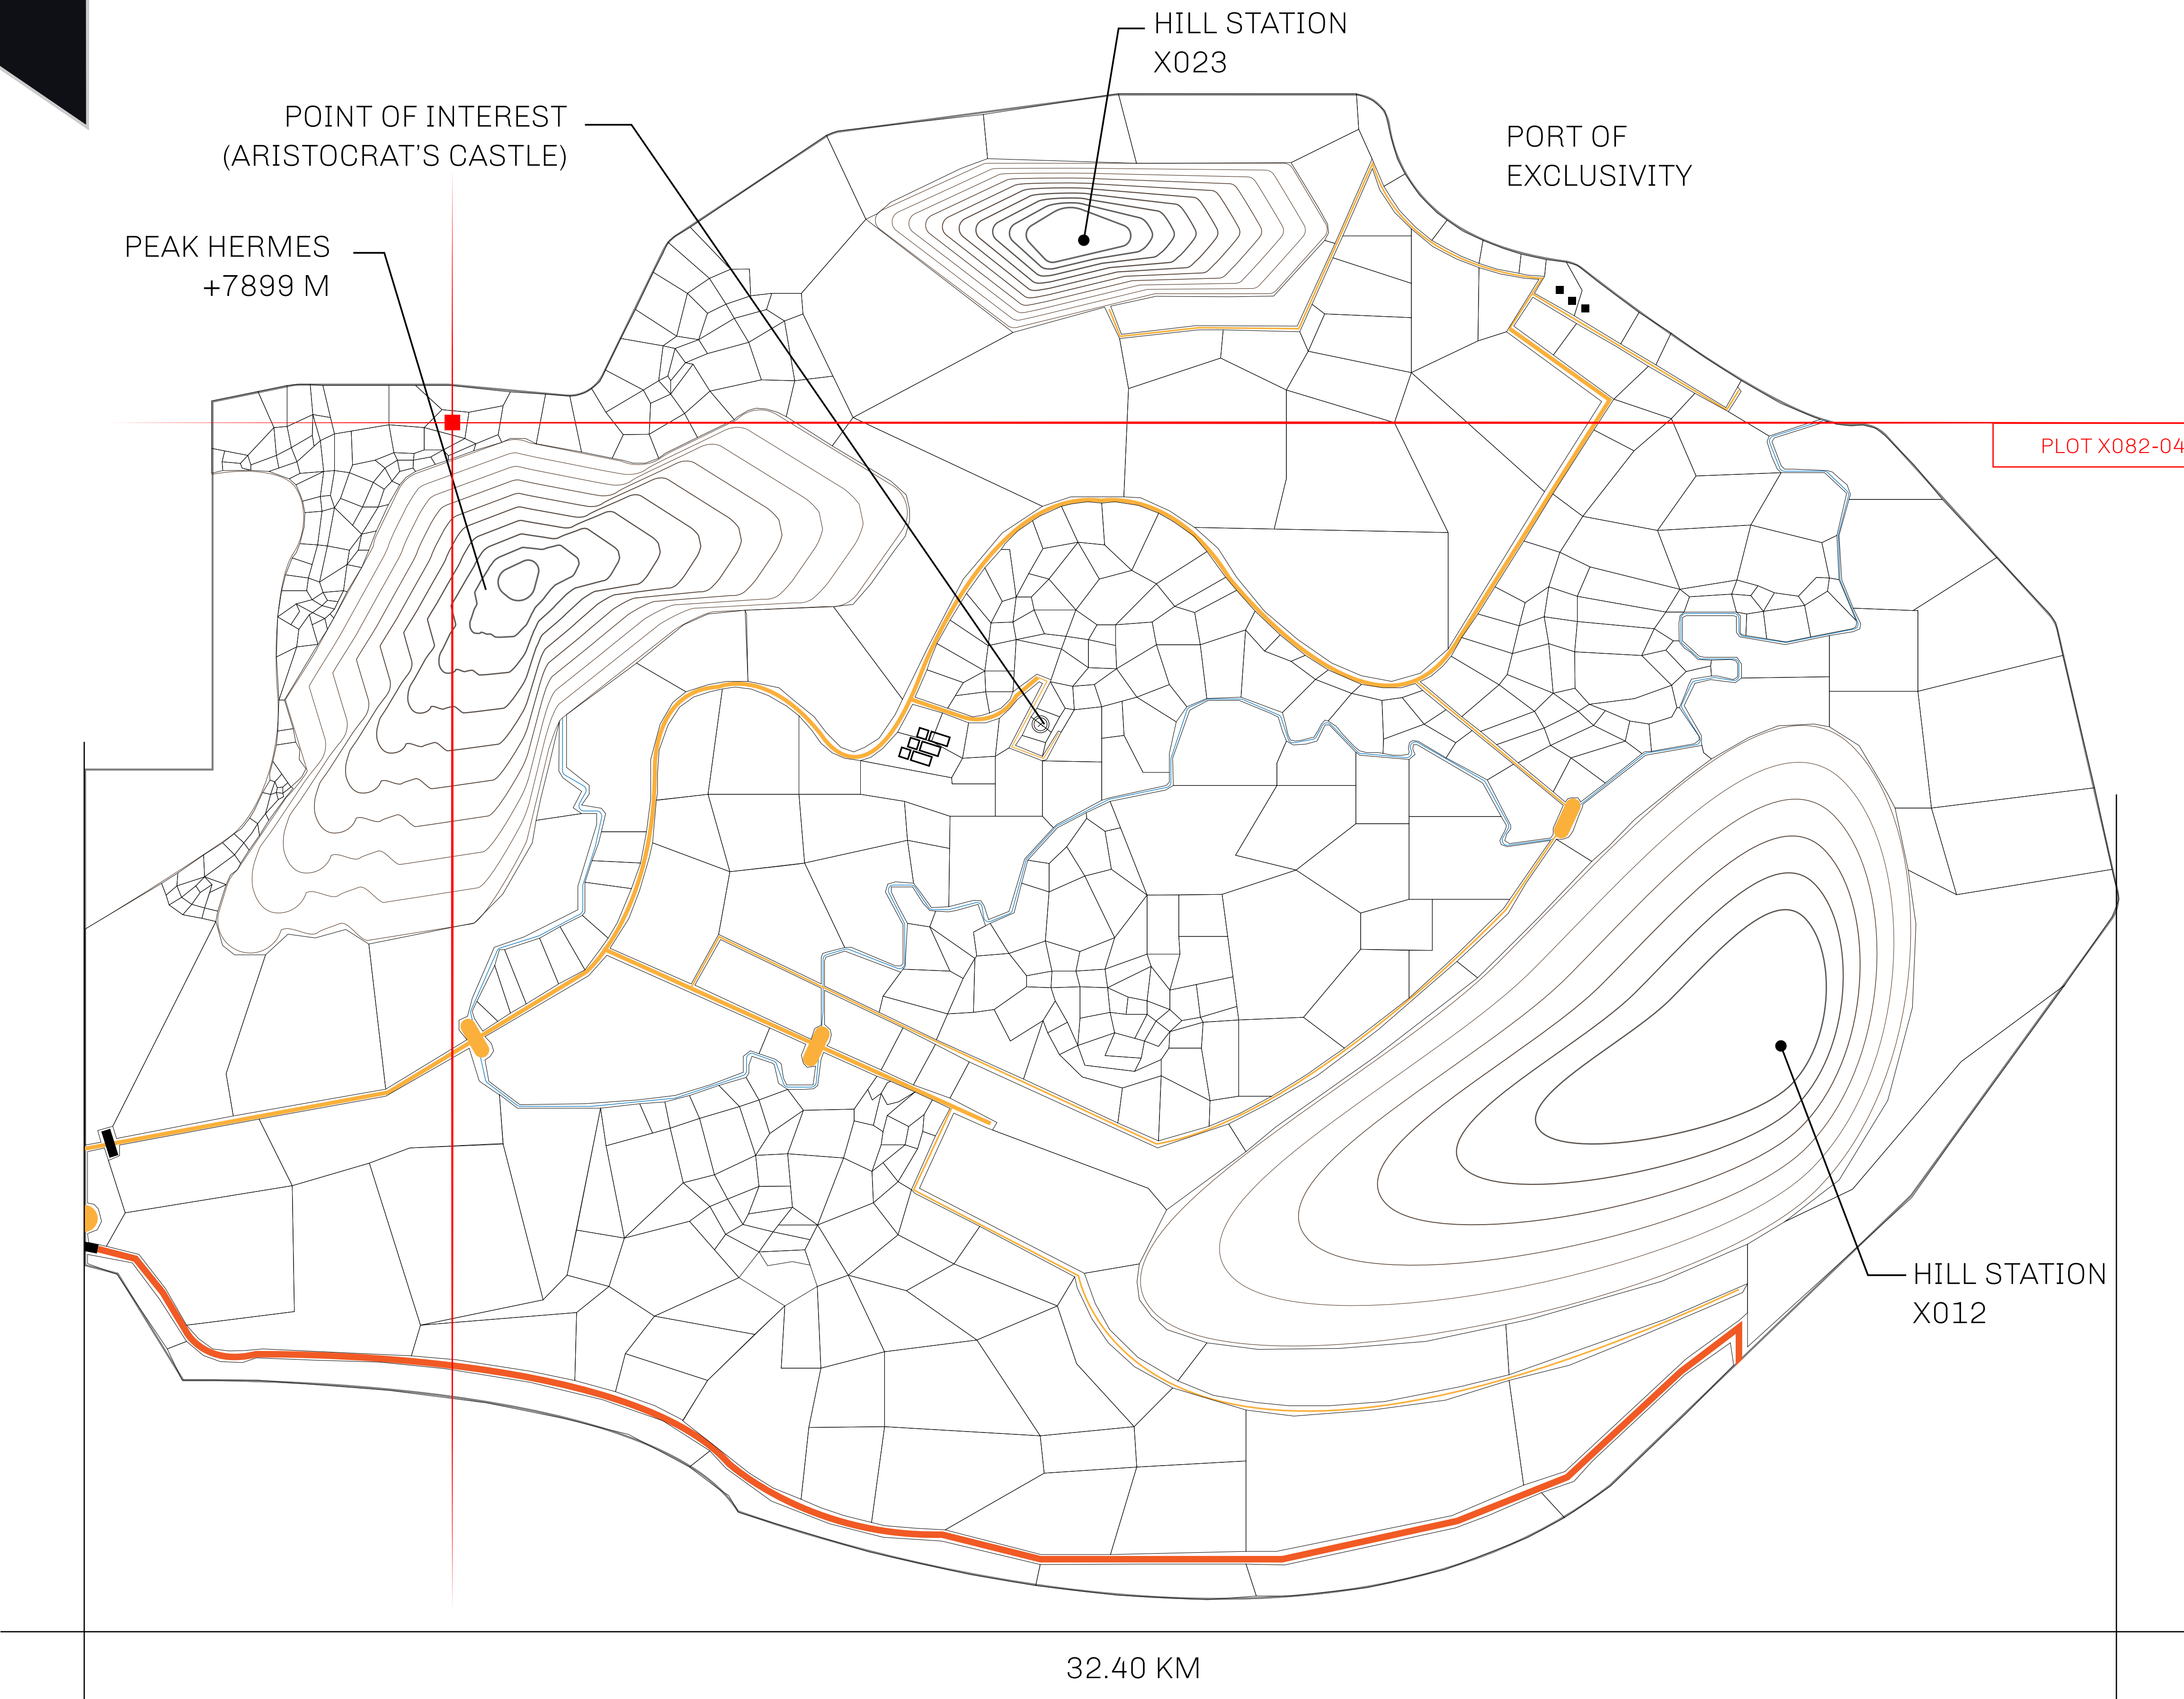 HILL STATION
X023
POINT OF INTEREST
(ARISTOCRAT'S CASTLE)
PORT OF
EXCLUSIVITY
PEAK HERMES
+7899 M
PLOT X082-04
HILL STATION
X012
32.40 KM